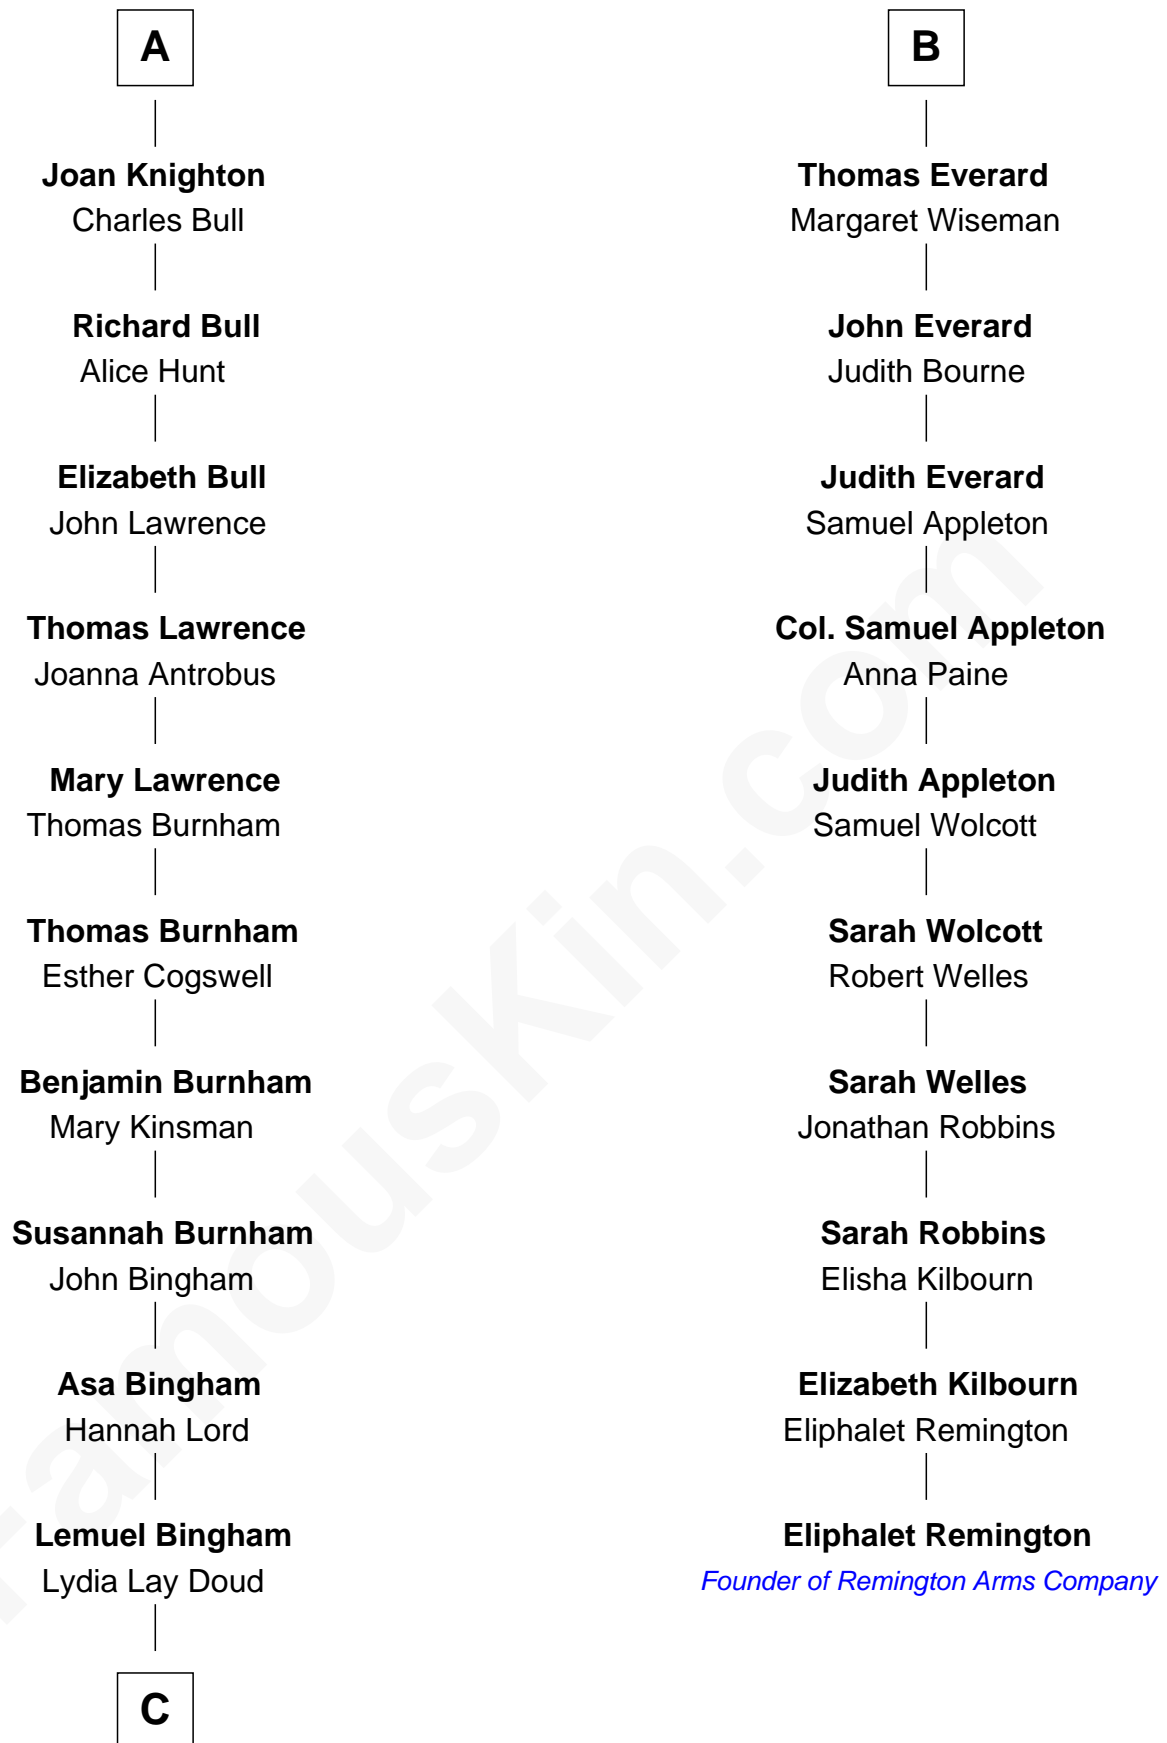 A
Joan Knighton
Charles Bull
Richard Bull
Alice Hunt
Elizabeth Bull
John Lawrence
Thomas Lawrence
Joanna Antrobus
Mary Lawrence
Thomas Burnham
Thomas Burnham
Esther Cogswell
Benjamin Burnham
Mary Kinsman
Susannah Burnham
John Bingham
Asa Bingham
Hannah Lord
Lemuel Bingham
Lydia Lay Doud
C
B
Thomas Everard
Margaret Wiseman
John Everard
Judith Bourne
Judith Everard
Samuel Appleton
Col. Samuel Appleton
Anna Paine
Judith Appleton
Samuel Wolcott
Sarah Wolcott
Robert Welles
Sarah Welles
Jonathan Robbins
Sarah Robbins
Elisha Kilbourn
Elizabeth Kilbourn
Eliphalet Remington
Eliphalet Remington
Founder of Remington Arms Company
FamousKin.com